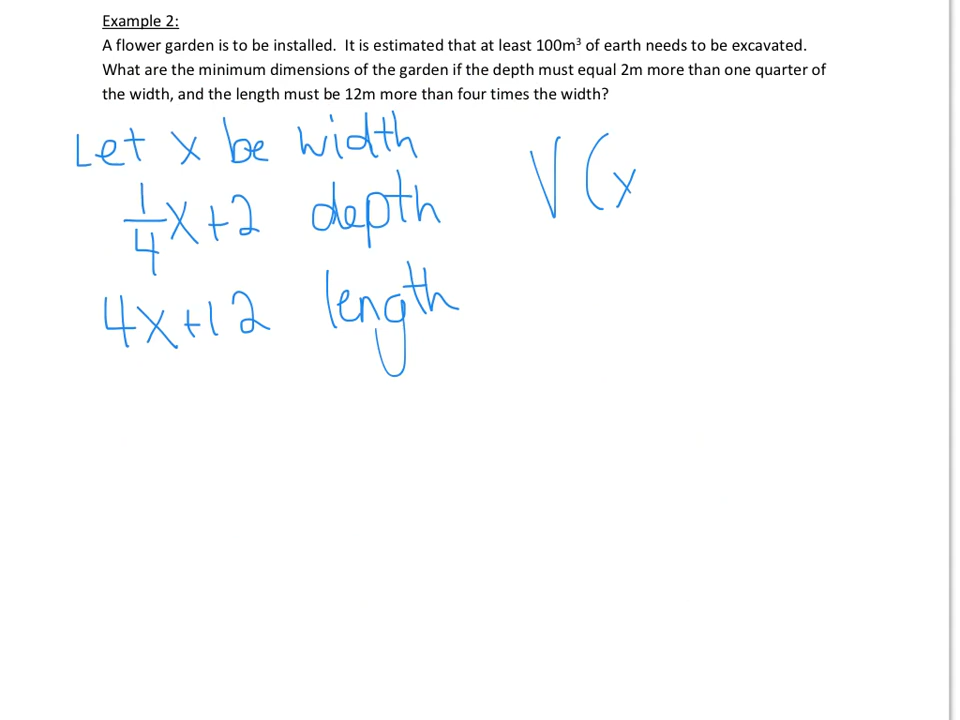 Example 2:
A flower garden is to be installed. It is estimated that at least 100m³ of earth needs to be excavated.
What are the minimum dimensions of the garden if the depth must equal 2m more than one quarter of
the width, and the length must be 12m more than four times the width?
Let x be width
1/4 x + 2 depth
4x + 12 length
V(x